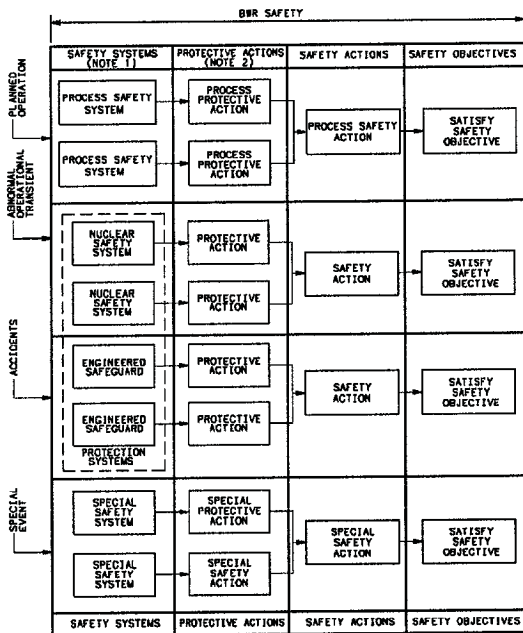 BWR SAFETY
SAFETY SYSTEMS
(NOTE 1)
PROTECTIVE ACTIONS
(NOTE 2)
SAFETY ACTIONS
SAFETY OBJECTIVES
PLANNED
OPERATION
PROCESS SAFETY
SYSTEM
PROCESS
PROTECTIVE
ACTION
PROCESS SAFETY
ACTION
SATISFY
SAFETY
OBJECTIVE
PROCESS SAFETY
SYSTEM
PROCESS
PROTECTIVE
ACTION
ABNORMAL
OPERATIONAL
TRANSIENT
NUCLEAR
SAFETY
SYSTEM
PROTECTIVE
ACTION
SAFETY
ACTION
SATISFY
SAFETY
OBJECTIVE
NUCLEAR
SAFETY
SYSTEM
PROTECTIVE
ACTION
ACCIDENTS
ENGINEERED
SAFEGUARD
PROTECTIVE
ACTION
SAFETY
ACTION
SATISFY
SAFETY
OBJECTIVE
ENGINEERED
SAFEGUARD
PROTECTIVE
ACTION
PROTECTION
SYSTEMS
SPECIAL
EVENT
SPECIAL
SAFETY
SYSTEM
SPECIAL
PROTECTIVE
ACTION
SPECIAL
SAFETY
ACTION
SATISFY
SAFETY
OBJECTIVE
SPECIAL
SAFETY
SYSTEM
SPECIAL
SAFETY
ACTION
SAFETY SYSTEMS
PROTECTIVE ACTIONS
SAFETY ACTIONS
SAFETY OBJECTIVES